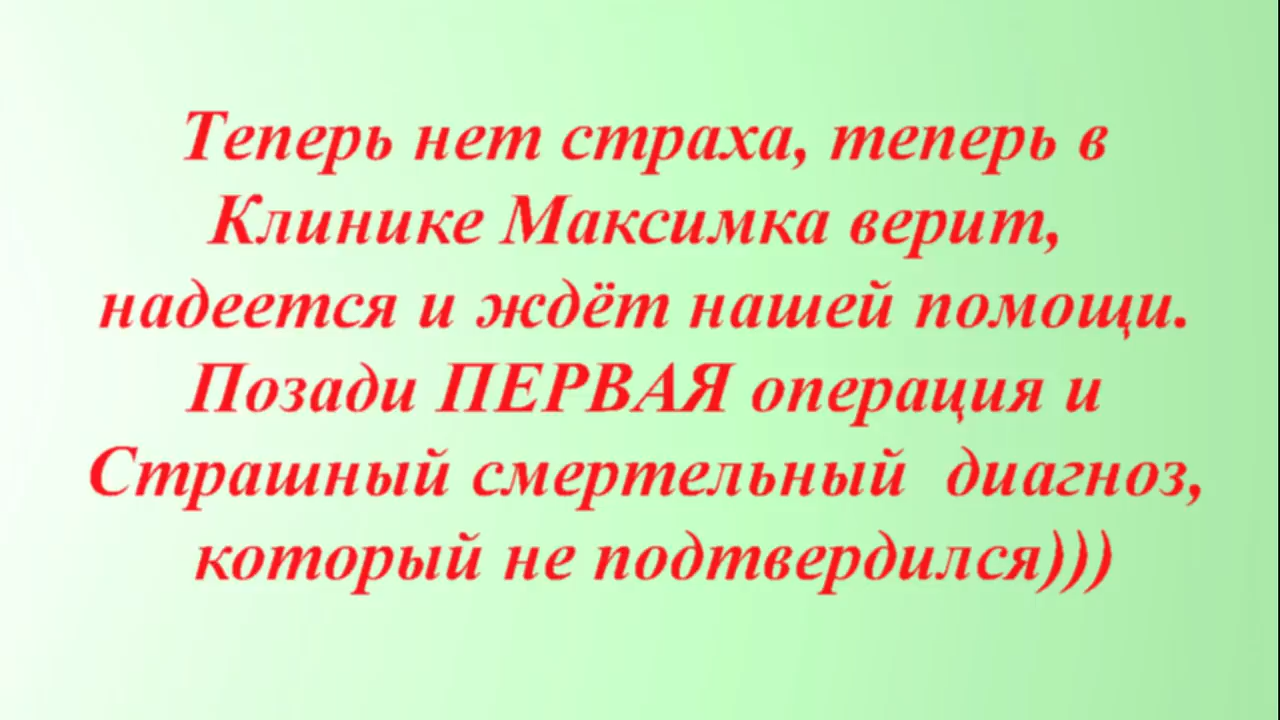 Теперь нет страха, теперь в
Клинике Максимка верит,
надеется и ждёт нашей помощи.
Позади ПЕРВАЯ операция и
Страшный смертельный диагноз,
который не подтвердился)))